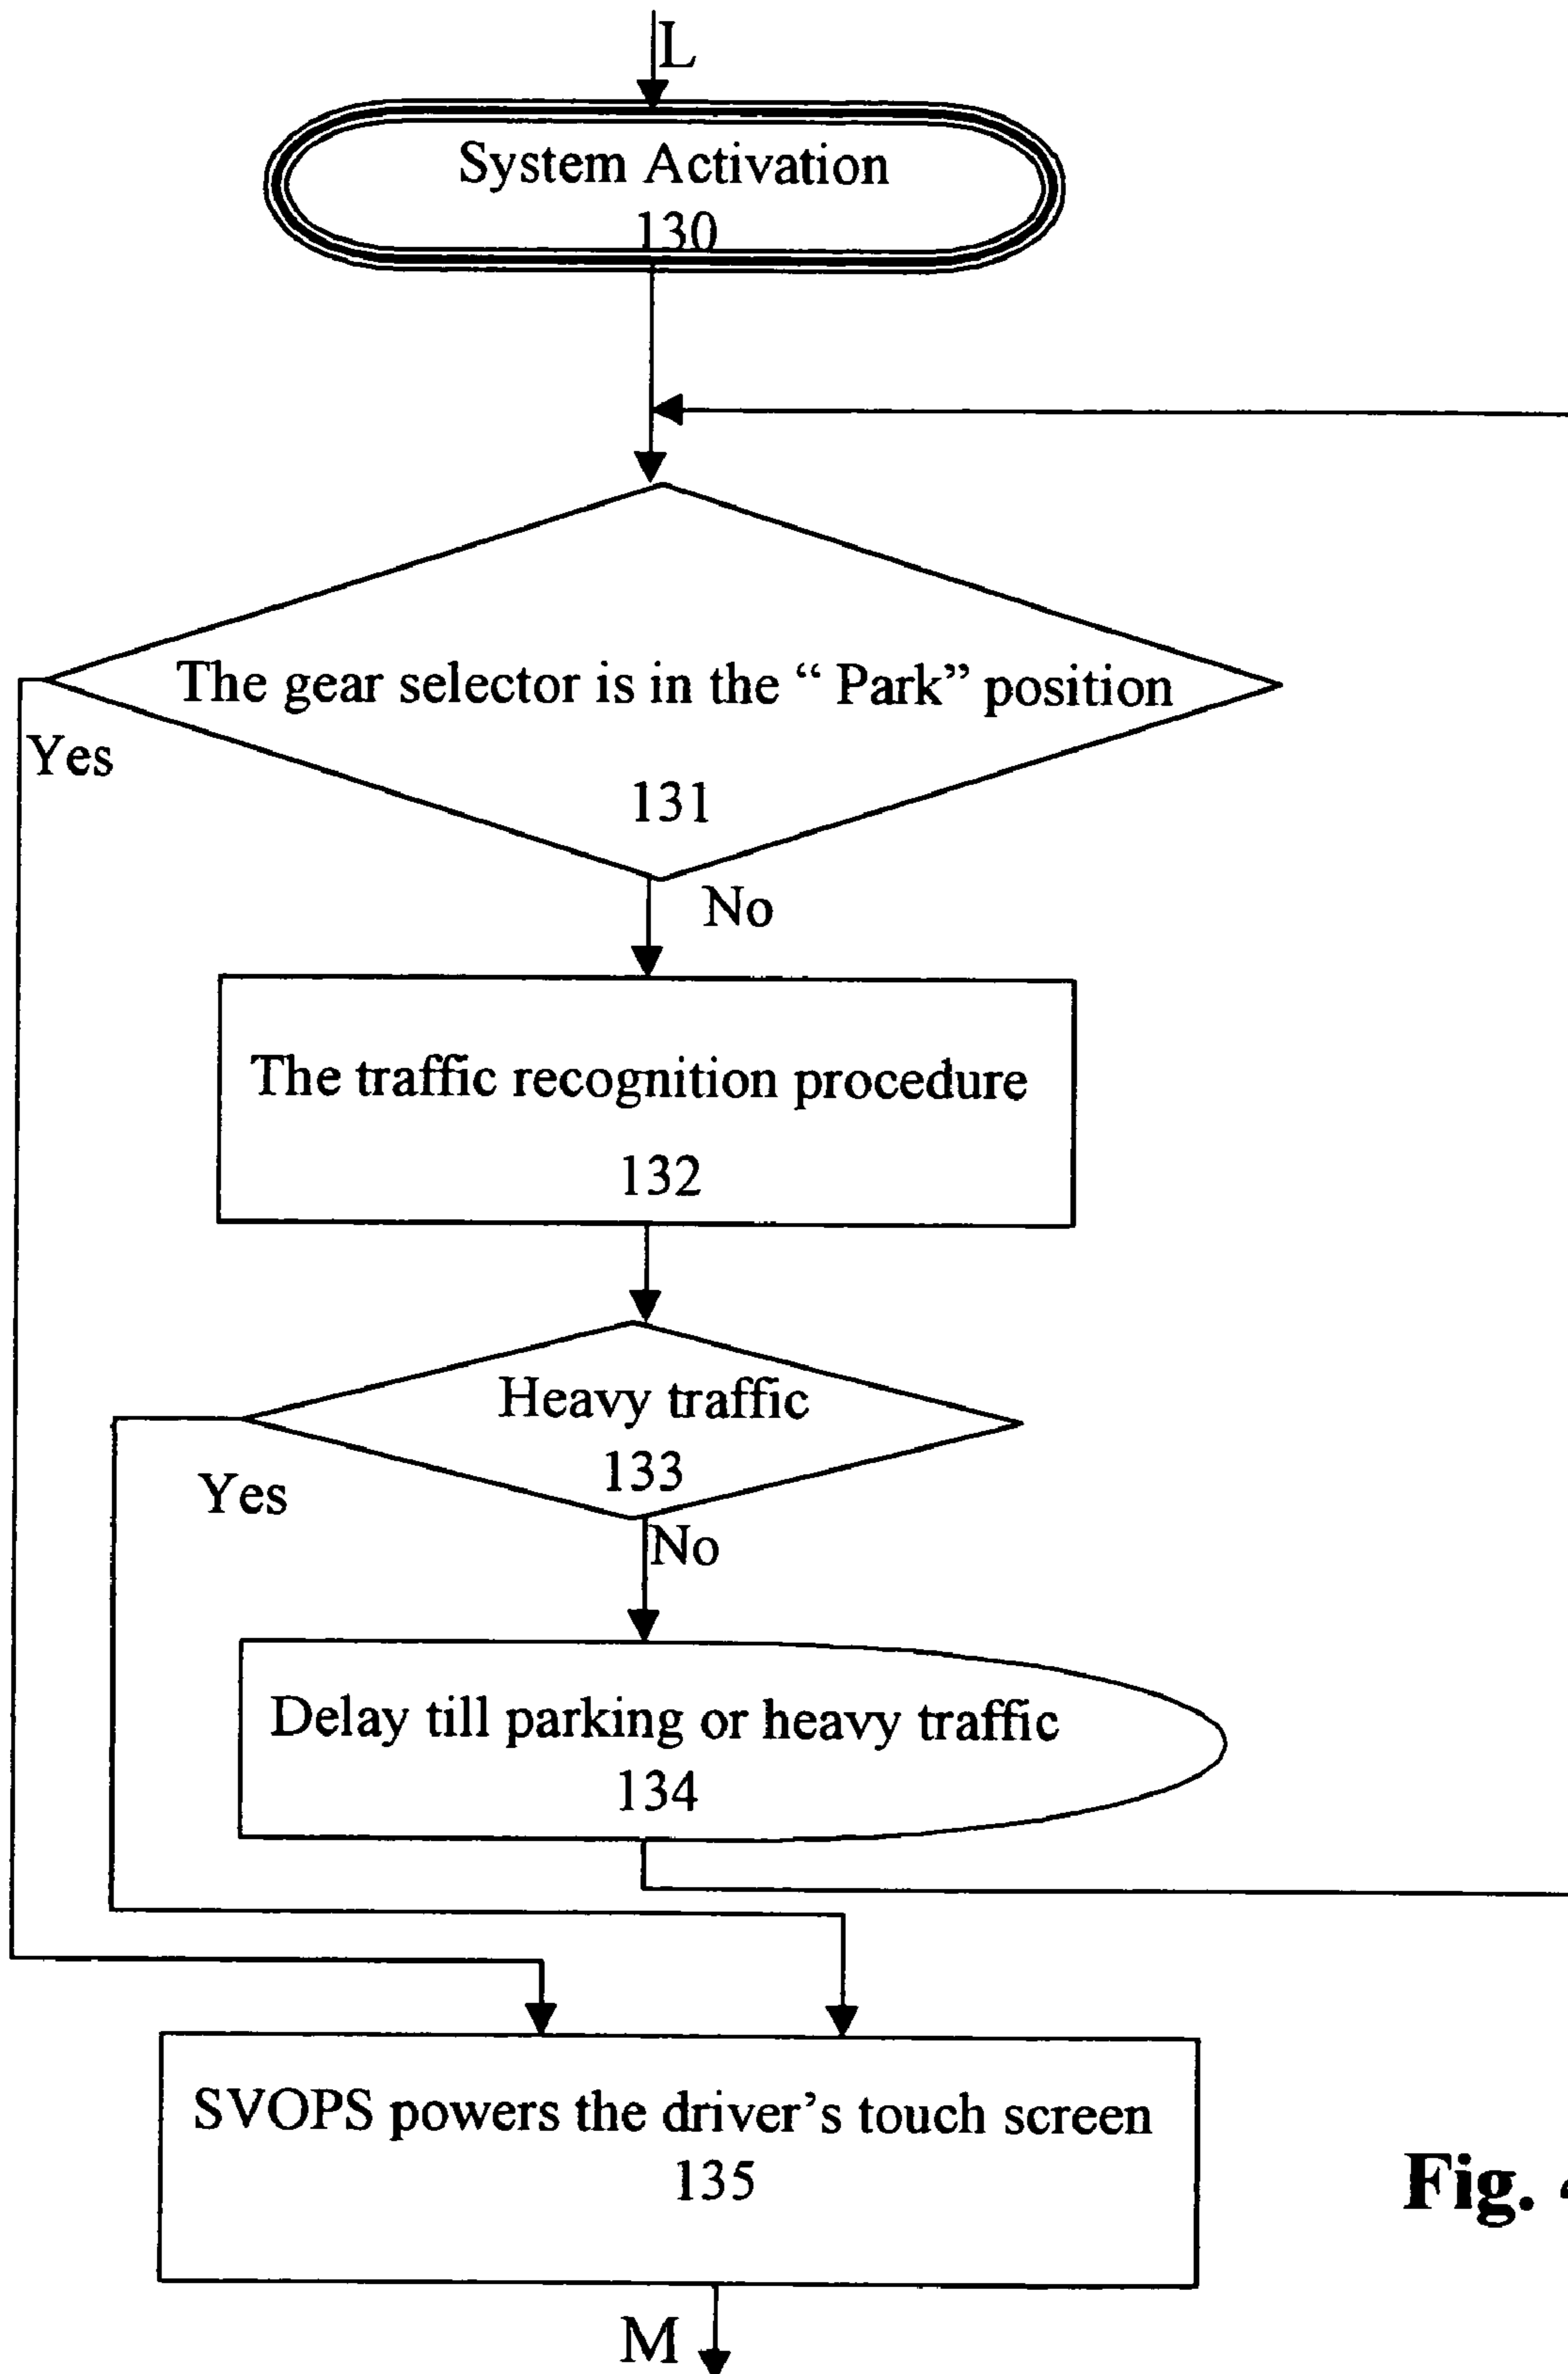 L
System Activation
130
The gear selector is in the “ Park” position
Yes
131
No
The traffic recognition procedure
132
Heavy traffic
133
Yes
No
Delay till parking or heavy traffic
134
SVOPS powers the driver’s touch screen
135
Fig.
M